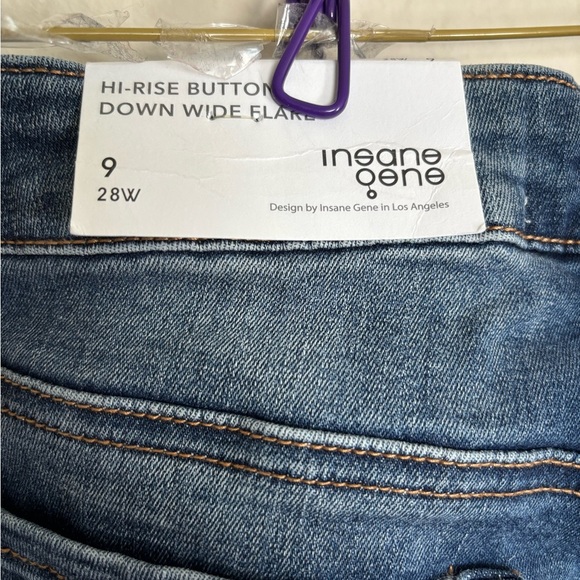 HI-RISE BUTTON
DOWN WIDE FLARE
9
28W
insane
gene
Design by Insane Gene in Los Angeles